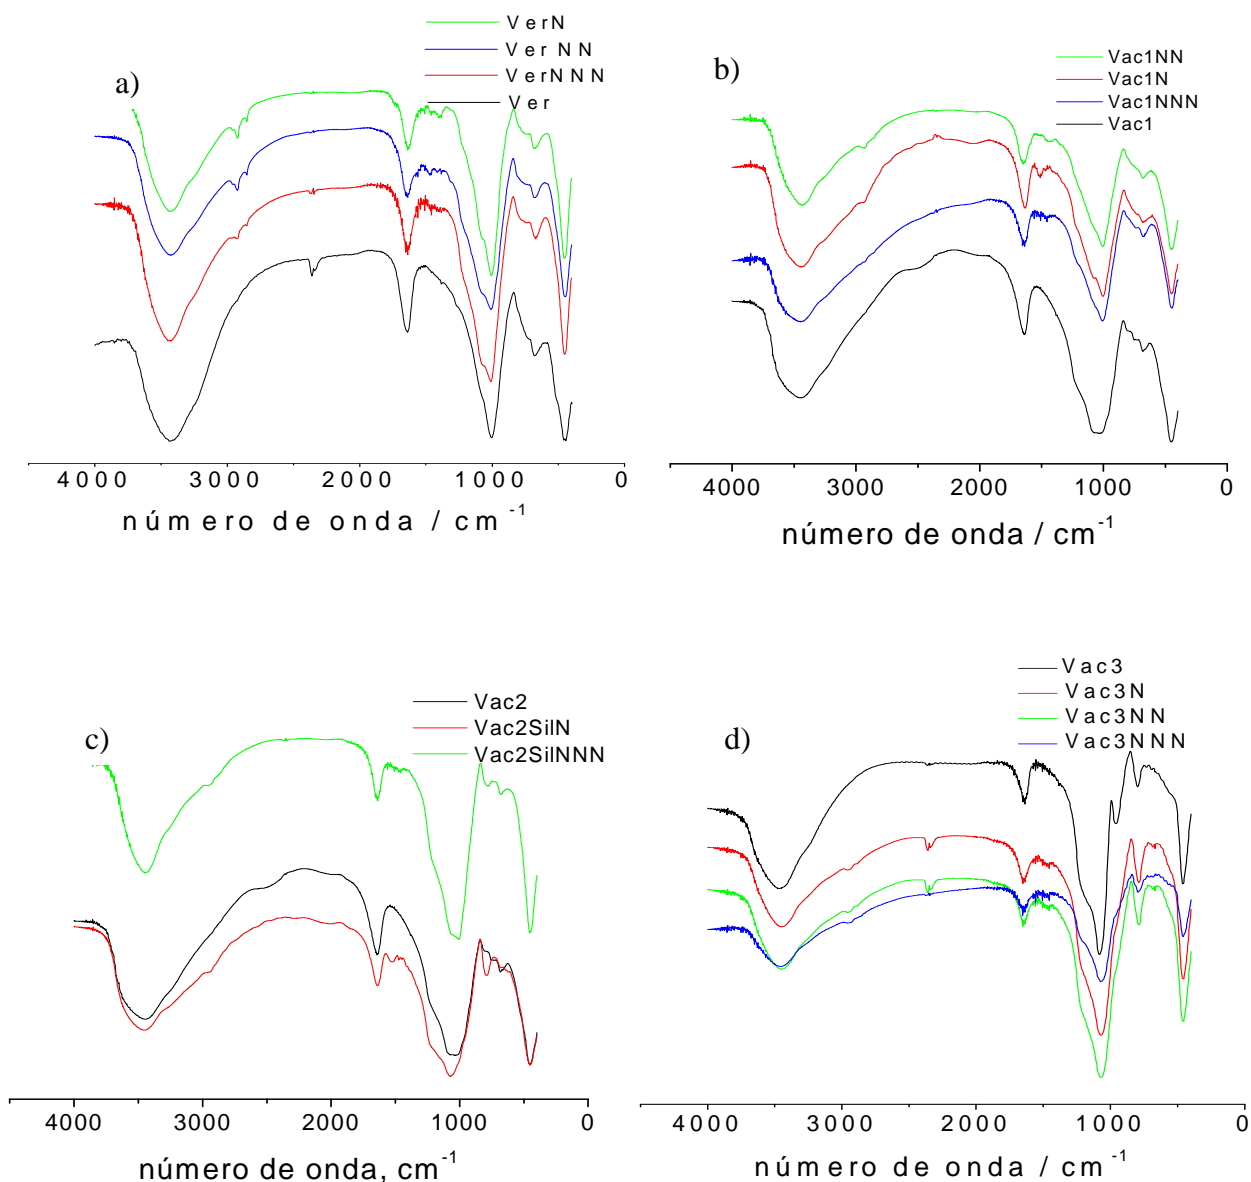 a)
VerN
Ver NN
VerNNN
Ver
4000 3000 2000 1000 0
número de onda / cm-1
b)
Vac1NN
Vac1N
Vac1NNN
Vac1
4000 3000 2000 1000 0
número de onda / cm-1
c)
Vac2
Vac2SilN
Vac2SilNNN
4000 3000 2000 1000 0
número de onda, cm-1
d)
Vac3
Vac3N
Vac3NN
Vac3NNN
4000 3000 2000 1000 0
número de onda / cm-1